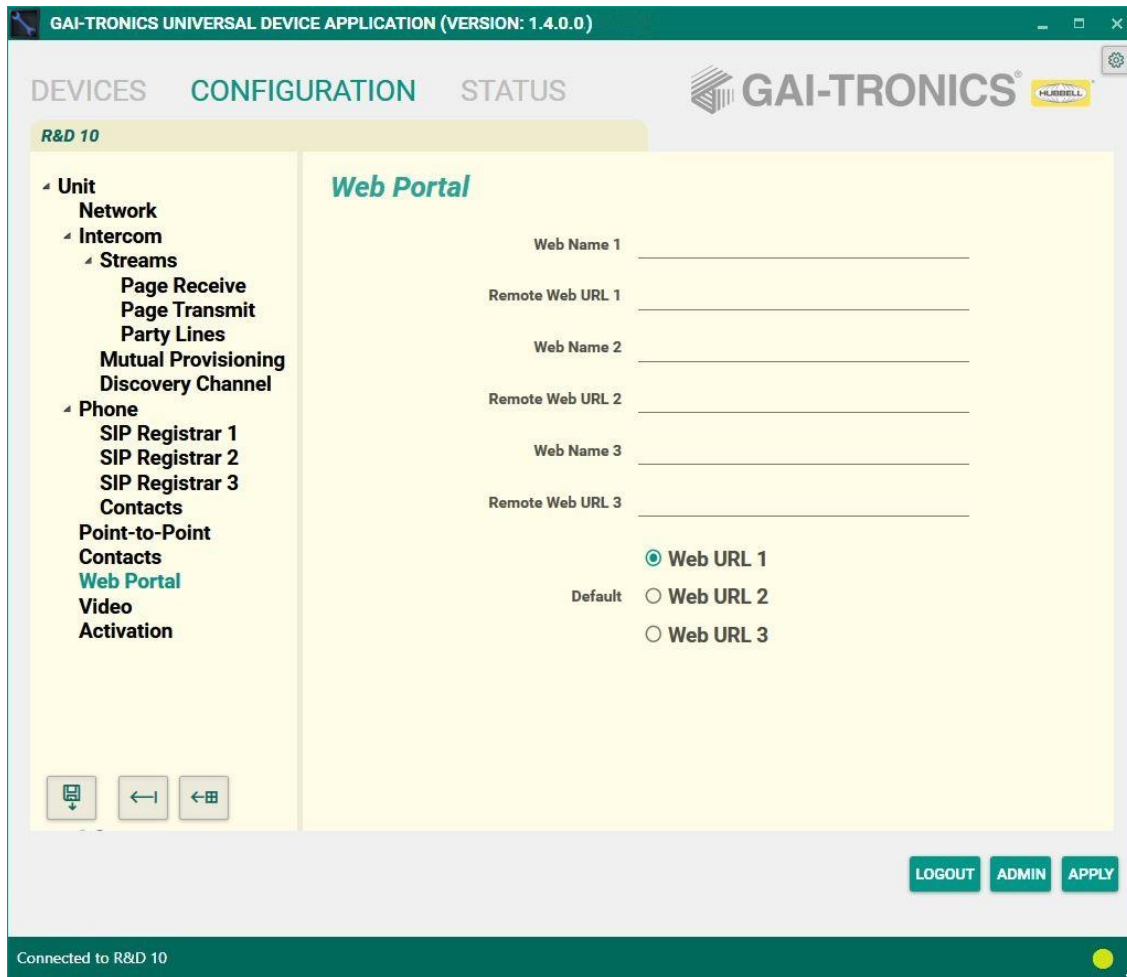 GAI-TRONICS UNIVERSAL DEVICE APPLICATION (VERSION: 1.4.0.0)
DEVICES CONFIGURATION STATUS
GAI-TRONICS®
HUBBELL
R&D 10
Unit
Network
Intercom
Streams
Page Receive
Page Transmit
Party Lines
Mutual Provisioning
Discovery Channel
Phone
SIP Registrar 1
SIP Registrar 2
SIP Registrar 3
Contacts
Point-to-Point
Contacts
Web Portal
Video
Activation
Web Portal
Web Name 1
Remote Web URL 1
Web Name 2
Remote Web URL 2
Web Name 3
Remote Web URL 3
Web URL 1
Default Web URL 2
Web URL 3
LOGOUT ADMIN APPLY
Connected to R&D 10